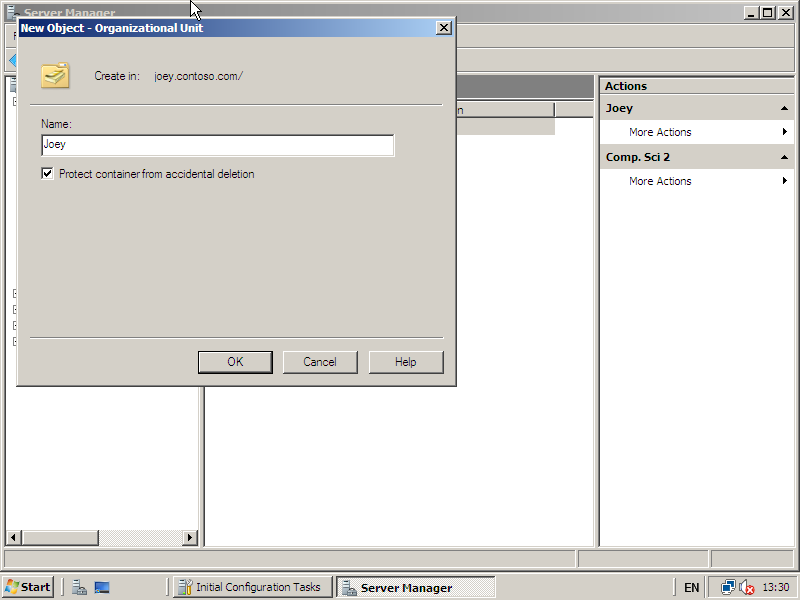 Server Manager
New Object - Organizational Unit
Create in: joey.contoso.com/
Name:
Joey
Protect container from accidental deletion
OK
Cancel
Help
Actions
Joey
More Actions
Comp. Sci 2
More Actions
Start
Initial Configuration Tasks
Server Manager
EN
13:30